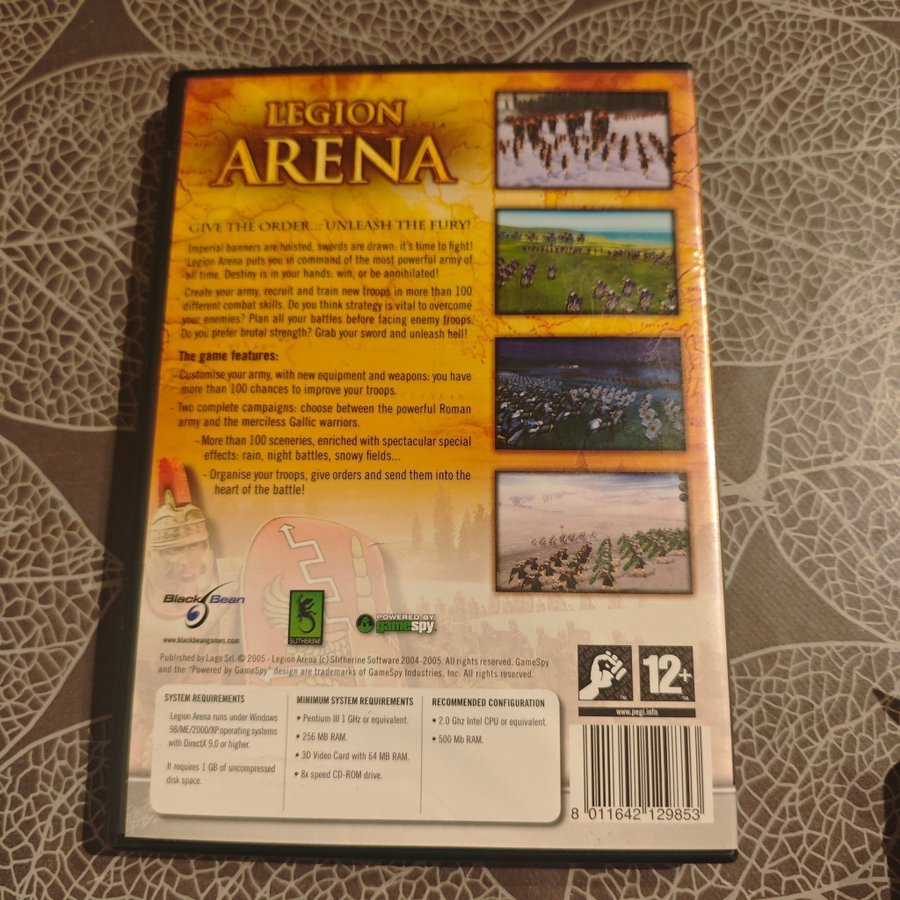 LEGION
ARENA
GIVE THE ORDER... UNLEASH THE FURY!
Imperial banners are hoisted, swords are drawn: it's time to fight!
Legion Arena puts you in command of the most powerful army of
all time. Destiny is in your hands: win, or be annihilated!
Create your army, recruit and train new troops in more than 100
different combat skills. Do you think strategy is vital to overcome
your enemies? Plan all your battles before facing enemy troops.
Do you prefer brutal strength? Grab your sword and unleash hell!
The game features:
- Customise your army, with new equipment and weapons: you have
more than 100 chances to improve your troops.
- Two complete campaigns: choose between the powerful Roman
army and the merciless Gallic warriors.
- More than 100 sceneries, enriched with spectacular special
effects: rain, night battles, snowy fields...
- Organise your troops, give orders and send them into the
heart of the battle!
Black Bean
www.blackbeangames.com
SLITHERINE
POWERED BY
gamespy.
Published by Lago Srl. © 2005 - Legion Arena (c) Slitherine Software 2004-2005. All rights reserved. GameSpy
and the "Powered by GameSpy" design are trademarks of GameSpy Industries, Inc. All rights reserved.
12+
TM
TM
www.pegi.info
SYSTEM REQUIREMENTS
Legion Arena runs under Windows
98/ME/2000/XP operating systems
with DirectX 9.0 or higher.
It requires 1 GB of uncompressed
disk space.
MINIMUM SYSTEM REQUIREMENTS
• Pentium III 1 GHz or equivalent.
• 256 MB RAM.
• 3D Video Card with 64 MB RAM.
• 8x speed CD-ROM drive.
RECOMMENDED CONFIGURATION
• 2.0 Ghz Intel CPU or equivalent.
• 500 Mb RAM.
8 011642 129853